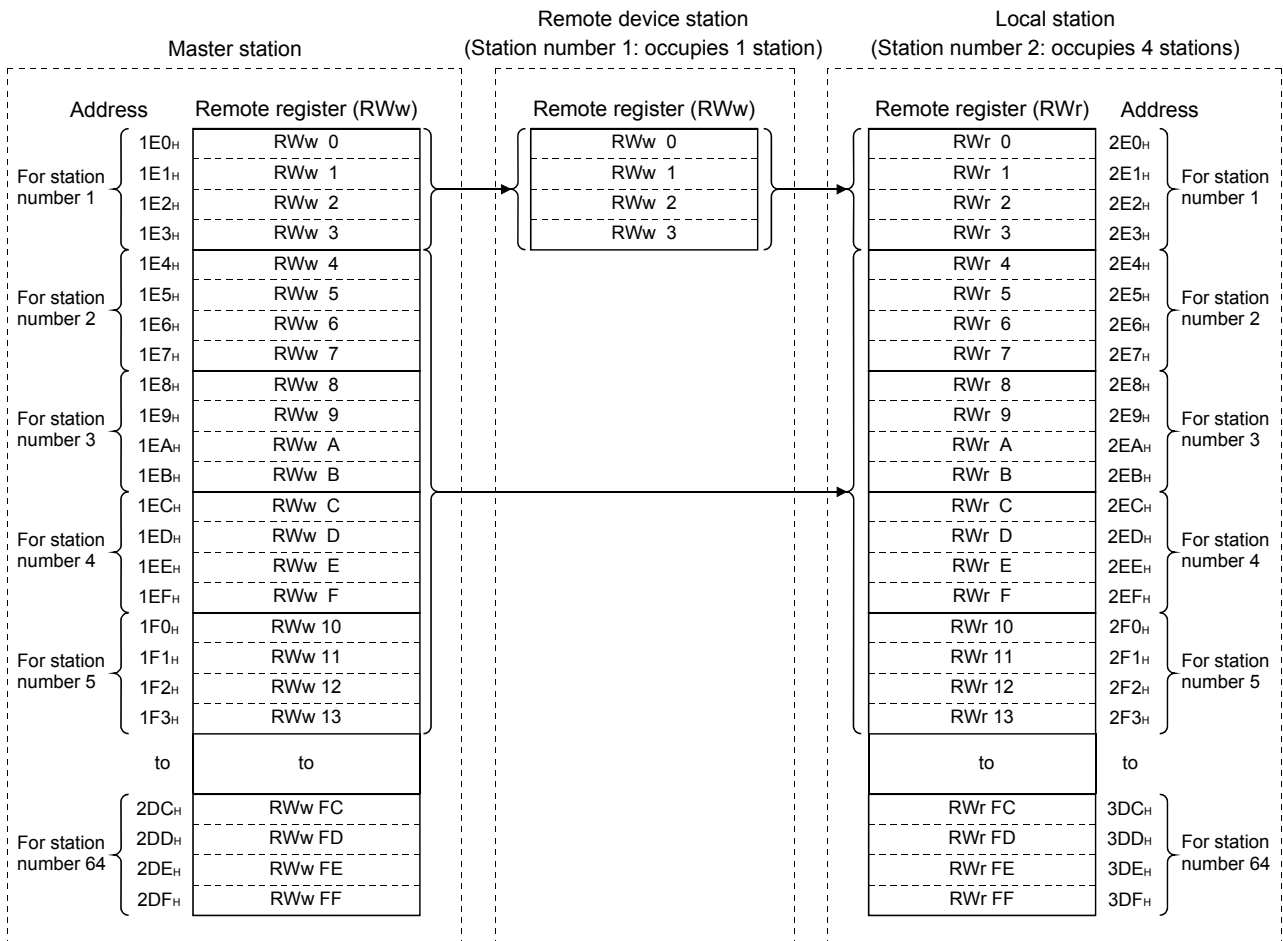 Remote device station
Local station
Master station
(Station number 1: occupies 1 station)
(Station number 2: occupies 4 stations)
Address
Remote register (RWw)
Remote register (RWw)
Remote register (RWr)
Address
For station number 1
1E0H RWw 0
1E1H RWw 1
1E2H RWw 2
1E3H RWw 3
For station number 2
1E4H RWw 4
1E5H RWw 5
1E6H RWw 6
1E7H RWw 7
For station number 3
1E8H RWw 8
1E9H RWw 9
1EAH RWw A
1EBH RWw B
For station number 4
1ECH RWw C
1EDH RWw D
1EEH RWw E
1EFH RWw F
For station number 5
1F0H RWw 10
1F1H RWw 11
1F2H RWw 12
1F3H RWw 13
to to
For station number 64
2DCH RWw FC
2DDH RWw FD
2DEH RWw FE
2DFH RWw FF
RWw 0
RWw 1
RWw 2
RWw 3
RWr 0 2E0H
RWr 1 2E1H
RWr 2 2E2H
RWr 3 2E3H
For station number 1
RWr 4 2E4H
RWr 5 2E5H
RWr 6 2E6H
RWr 7 2E7H
For station number 2
RWr 8 2E8H
RWr 9 2E9H
RWr A 2EAH
RWr B 2EBH
For station number 3
RWr C 2ECH
RWr D 2EDH
RWr E 2EEH
RWr F 2EFH
For station number 4
RWr 10 2F0H
RWr 11 2F1H
RWr 12 2F2H
RWr 13 2F3H
For station number 5
to to
RWr FC 3DCH
RWr FD 3DDH
RWr FE 3DEH
RWr FF 3DFH
For station number 64